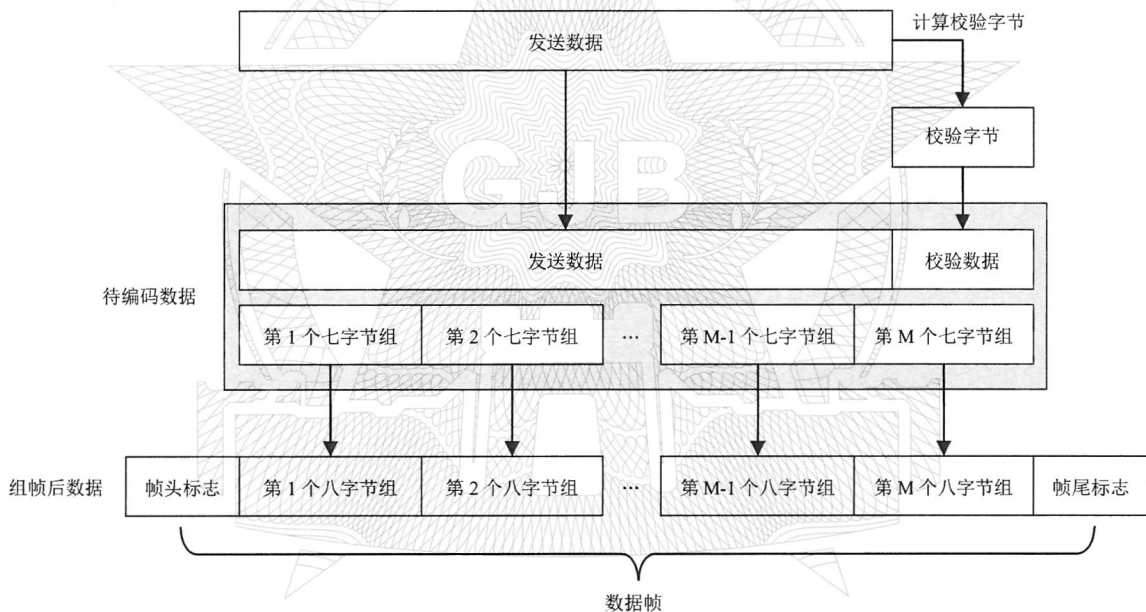 计算校验字节
发送数据
校验字节
GJB
发送数据 校验数据
待编码数据
第 1 个七字节组 第 2 个七字节组 … 第 M-1 个七字节组 第 M 个七字节组
组帧后数据 帧头标志 第 1 个八字节组 第 2 个八字节组 … 第 M-1 个八字节组 第 M 个八字节组 帧尾标志
数据帧